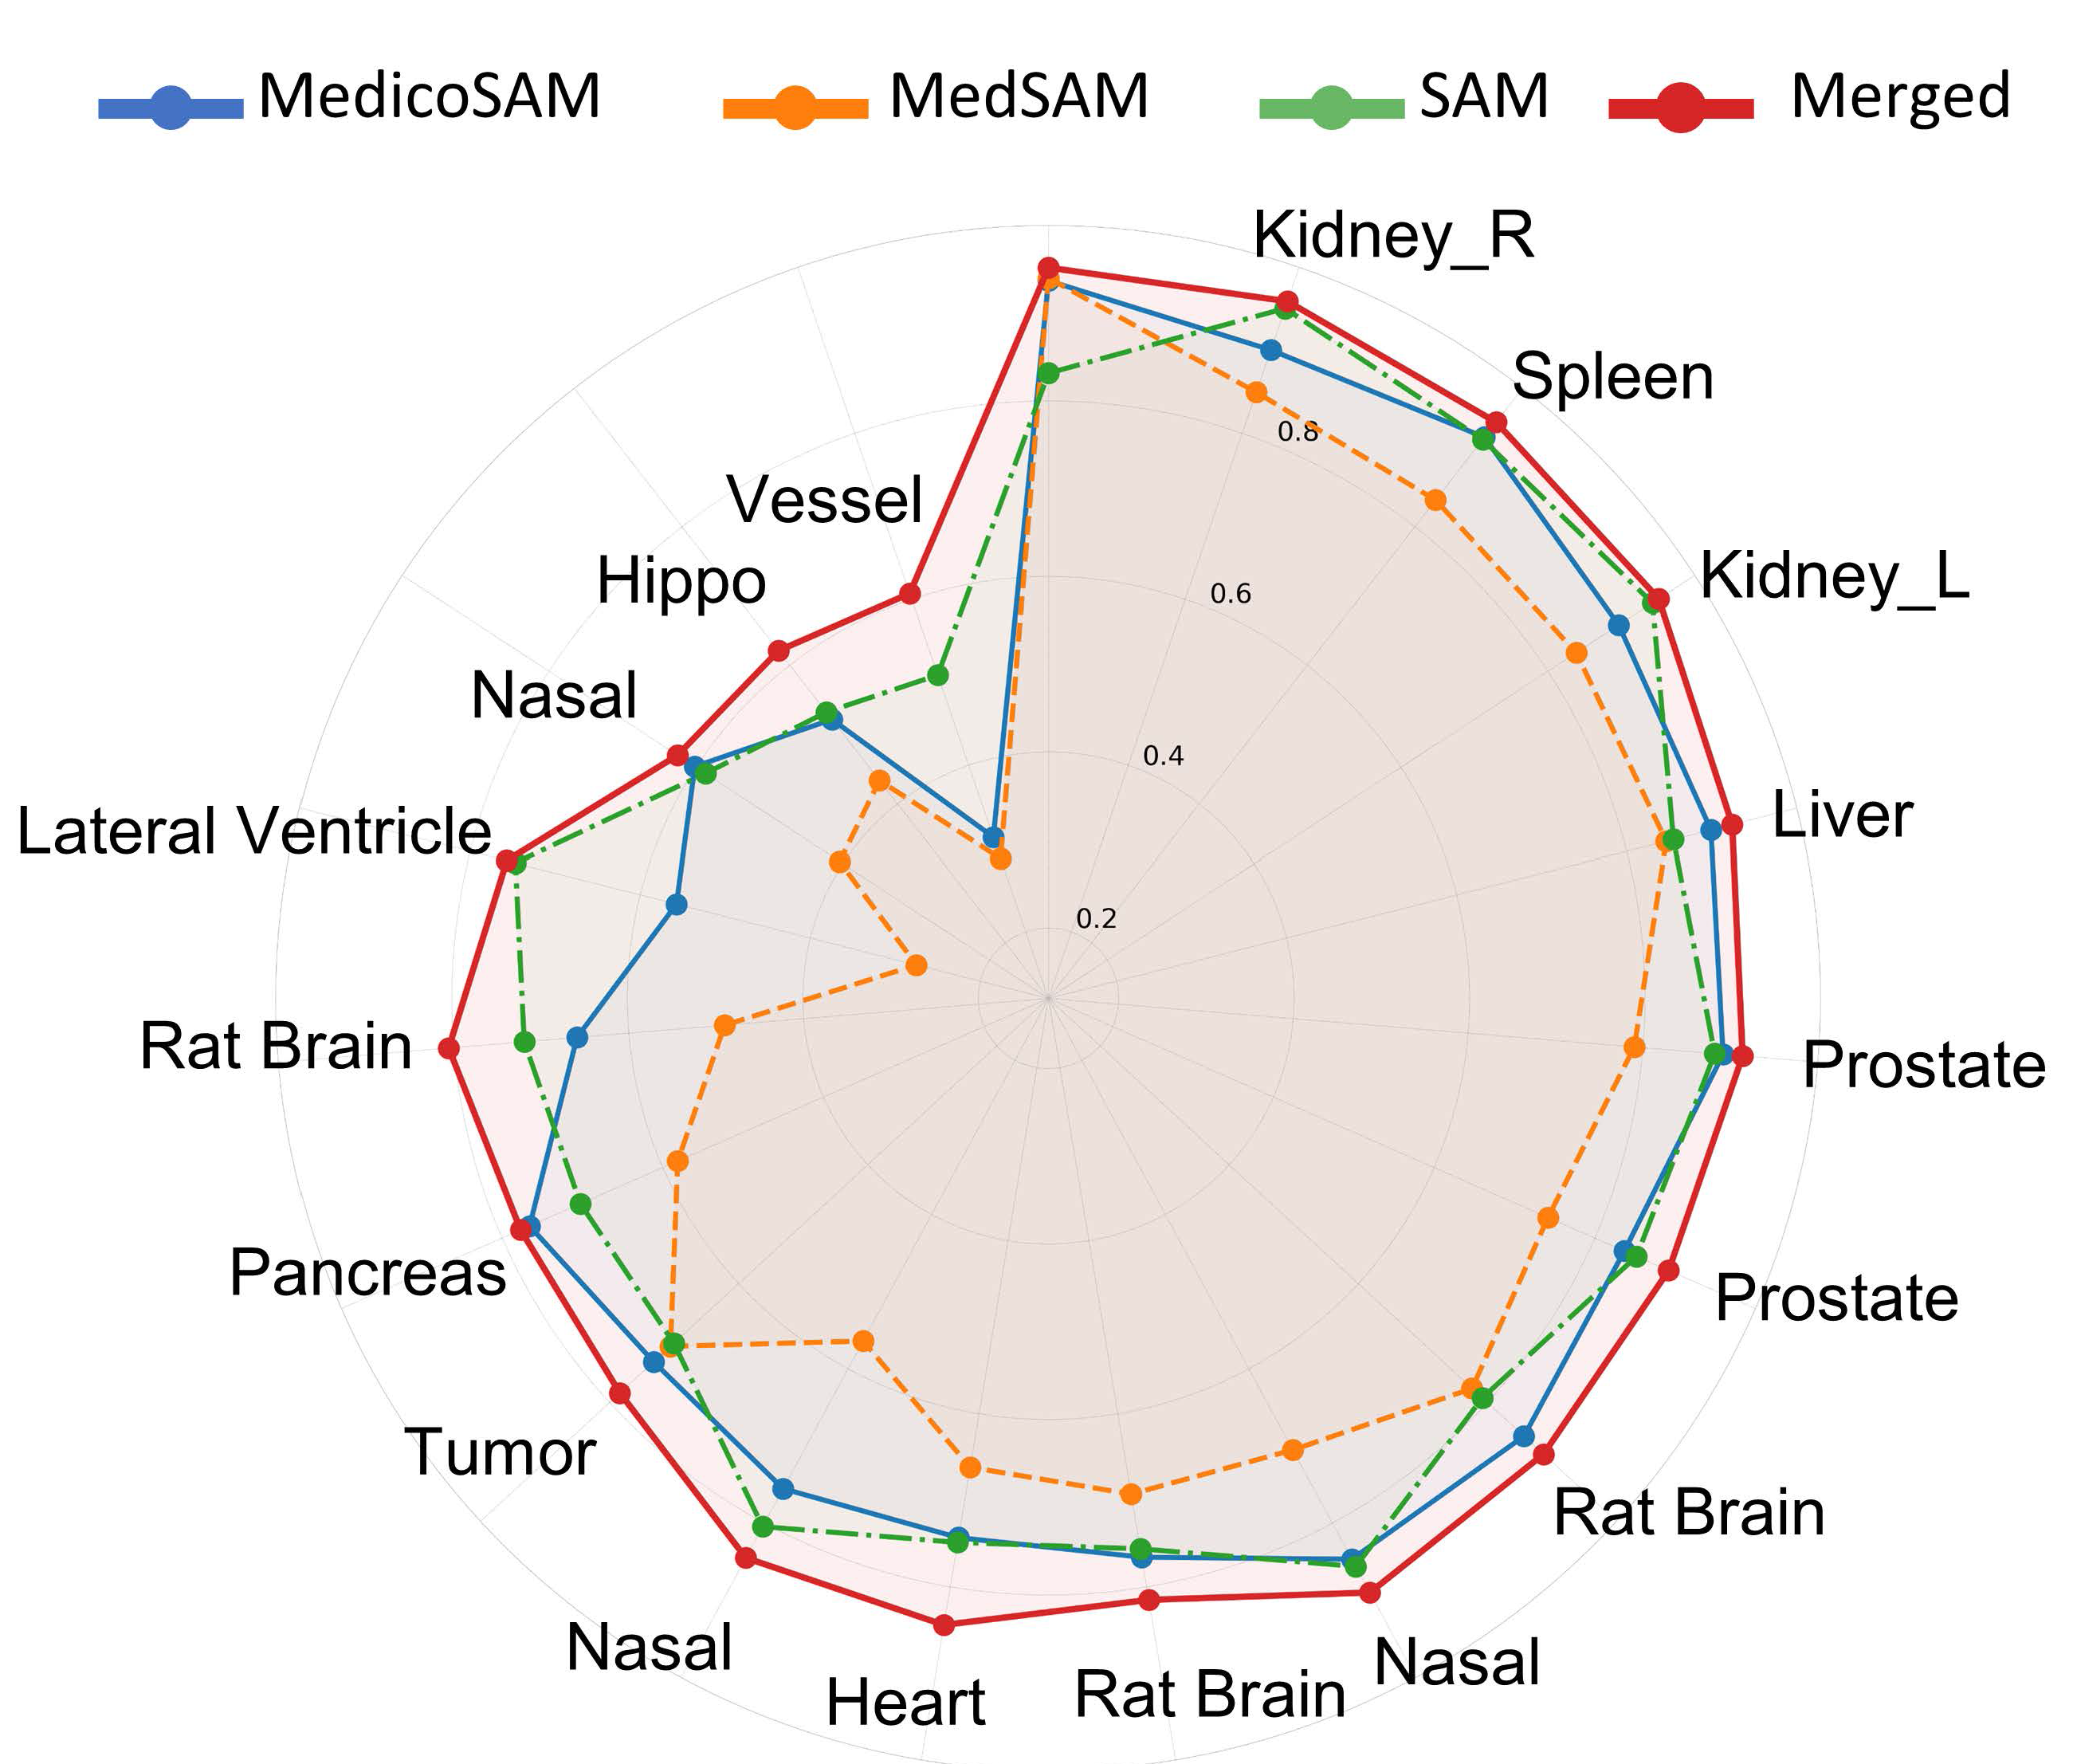 MedicoSAM MedSAM SAM Merged
Kidney_R
Spleen
0.8
Vessel
Hippo
0.6
Kidney_L
Nasal
0.4
Liver
Lateral Ventricle
0.2
Rat Brain
Prostate
Pancreas
Prostate
Tumor
Rat Brain
Nasal
Nasal
Heart
Rat Brain